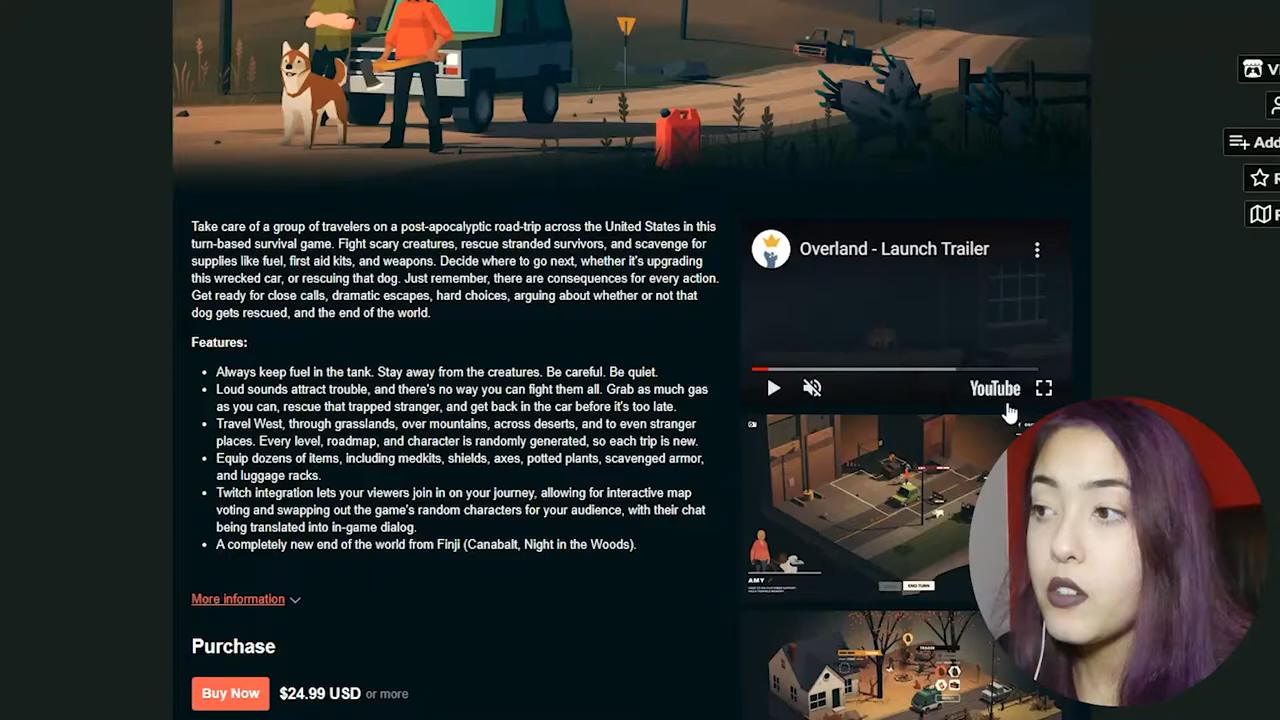 Add
Take care of a group of travelers on a post-apocalyptic road-trip across the United States in this
turn-based survival game. Fight scary creatures, rescue stranded survivors, and scavenge for
supplies like fuel, first aid kits, and weapons. Decide where to go next, whether it's upgrading
this wrecked car, or rescuing that dog. Just remember, there are consequences for every action.
Get ready for close calls, dramatic escapes, hard choices, arguing about whether or not that
dog gets rescued, and the end of the world.
Features:
Always keep fuel in the tank. Stay away from the creatures. Be careful. Be quiet.
Loud sounds attract trouble, and there's no way you can fight them all. Grab as much gas
as you can, rescue that trapped stranger, and get back in the car before it's too late.
Travel West, through grasslands, over mountains, across deserts, and to even stranger
places. Every level, roadmap, and character is randomly generated, so each trip is new.
Equip dozens of items, including medkits, shields, axes, potted plants, scavenged armor,
and luggage racks.
Twitch integration lets your viewers join in on your journey, allowing for interactive map
voting and swapping out the game's random characters for your audience, with their chat
being translated into in-game dialog.
A completely new end of the world from Finji (Canabalt, Night in the Woods).
More information
Purchase
Buy Now $24.99 USD or more
Overland - Launch Trailer
YouTube
AMY
END TURN